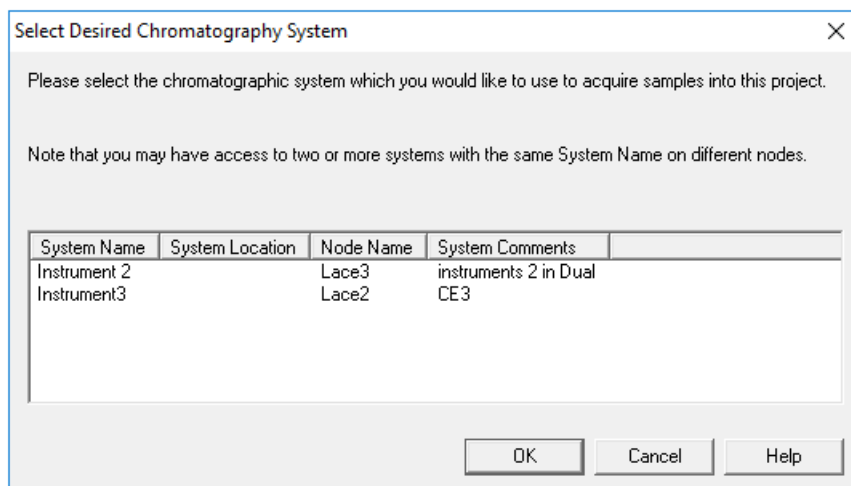 Select Desired Chromatography System
Please select the chromatographic system which you would like to use to acquire samples into this project.
Note that you may have access to two or more systems with the same System Name on different nodes.
System Name System Location Node Name System Comments
Instrument 2 Lace3 instruments 2 in Dual
Instrument3 Lace2 CE3
OK Cancel Help